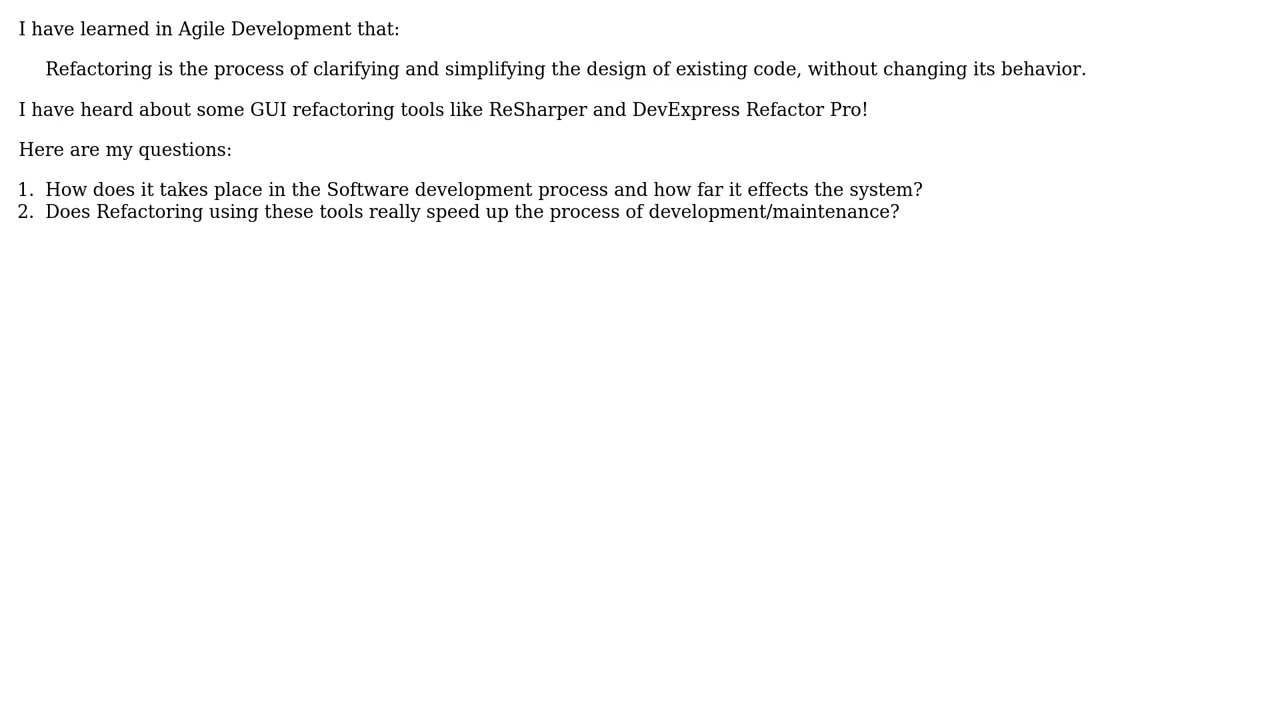 I have learned in Agile Development that:
Refactoring is the process of clarifying and simplifying the design of existing code, without changing its behavior.
I have heard about some GUI refactoring tools like ReSharper and DevExpress Refactor Pro!
Here are my questions:
1. How does it takes place in the Software development process and how far it effects the system?
2. Does Refactoring using these tools really speed up the process of development/maintenance?